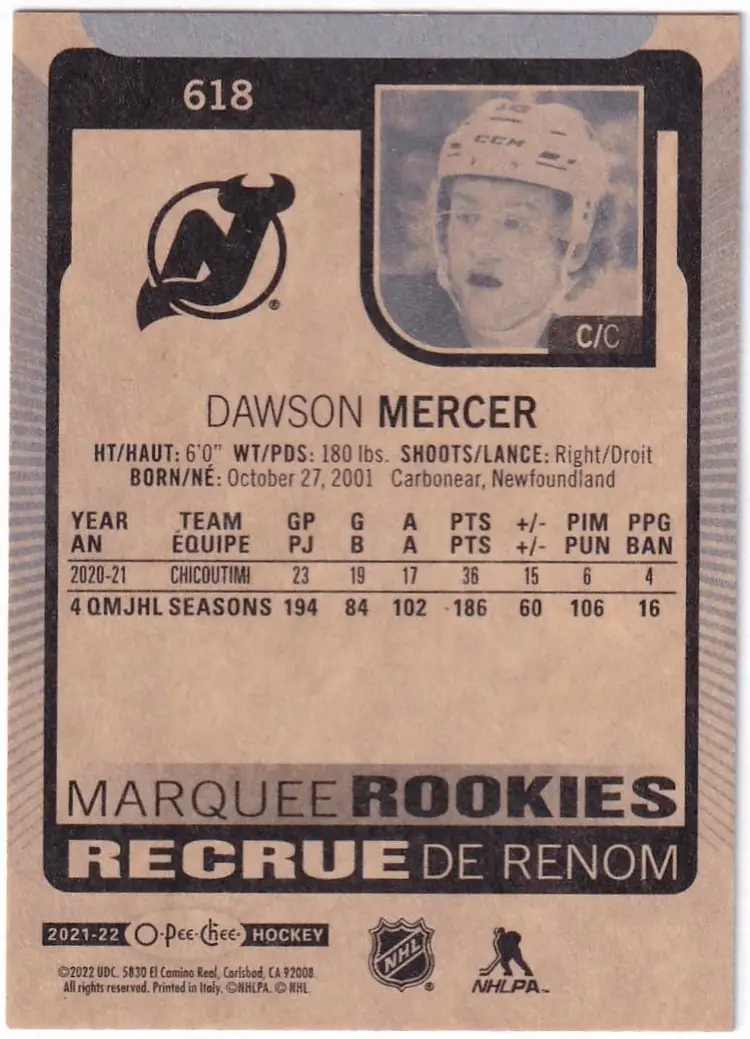 618
CCM
C/C
DAWSON MERCER
HT/HAUT: 6'0" WT/PDS: 180 lbs. SHOOTS/LANCE: Right/Droit
BORN/NÉ: October 27, 2001 Carbonear, Newfoundland
YEAR TEAM GP G A PTS +/- PIM PPG
AN ÉQUIPE PJ B A PTS +/- PUN BAN
2020-21 CHICOUTIMI 23 19 17 36 15 6 4
4 QMJHL SEASONS 194 84 102 186 60 106 16
MARQUEE ROOKIES
RECRUE DE RENOM
2021-22 O-Pee-Chee HOCKEY
NHL
NHLPA
©2022 UDC. 5830 El Camino Real, Carlsbad, CA 92008.
All rights reserved. Printed in Italy. ©NHLPA. © NHL